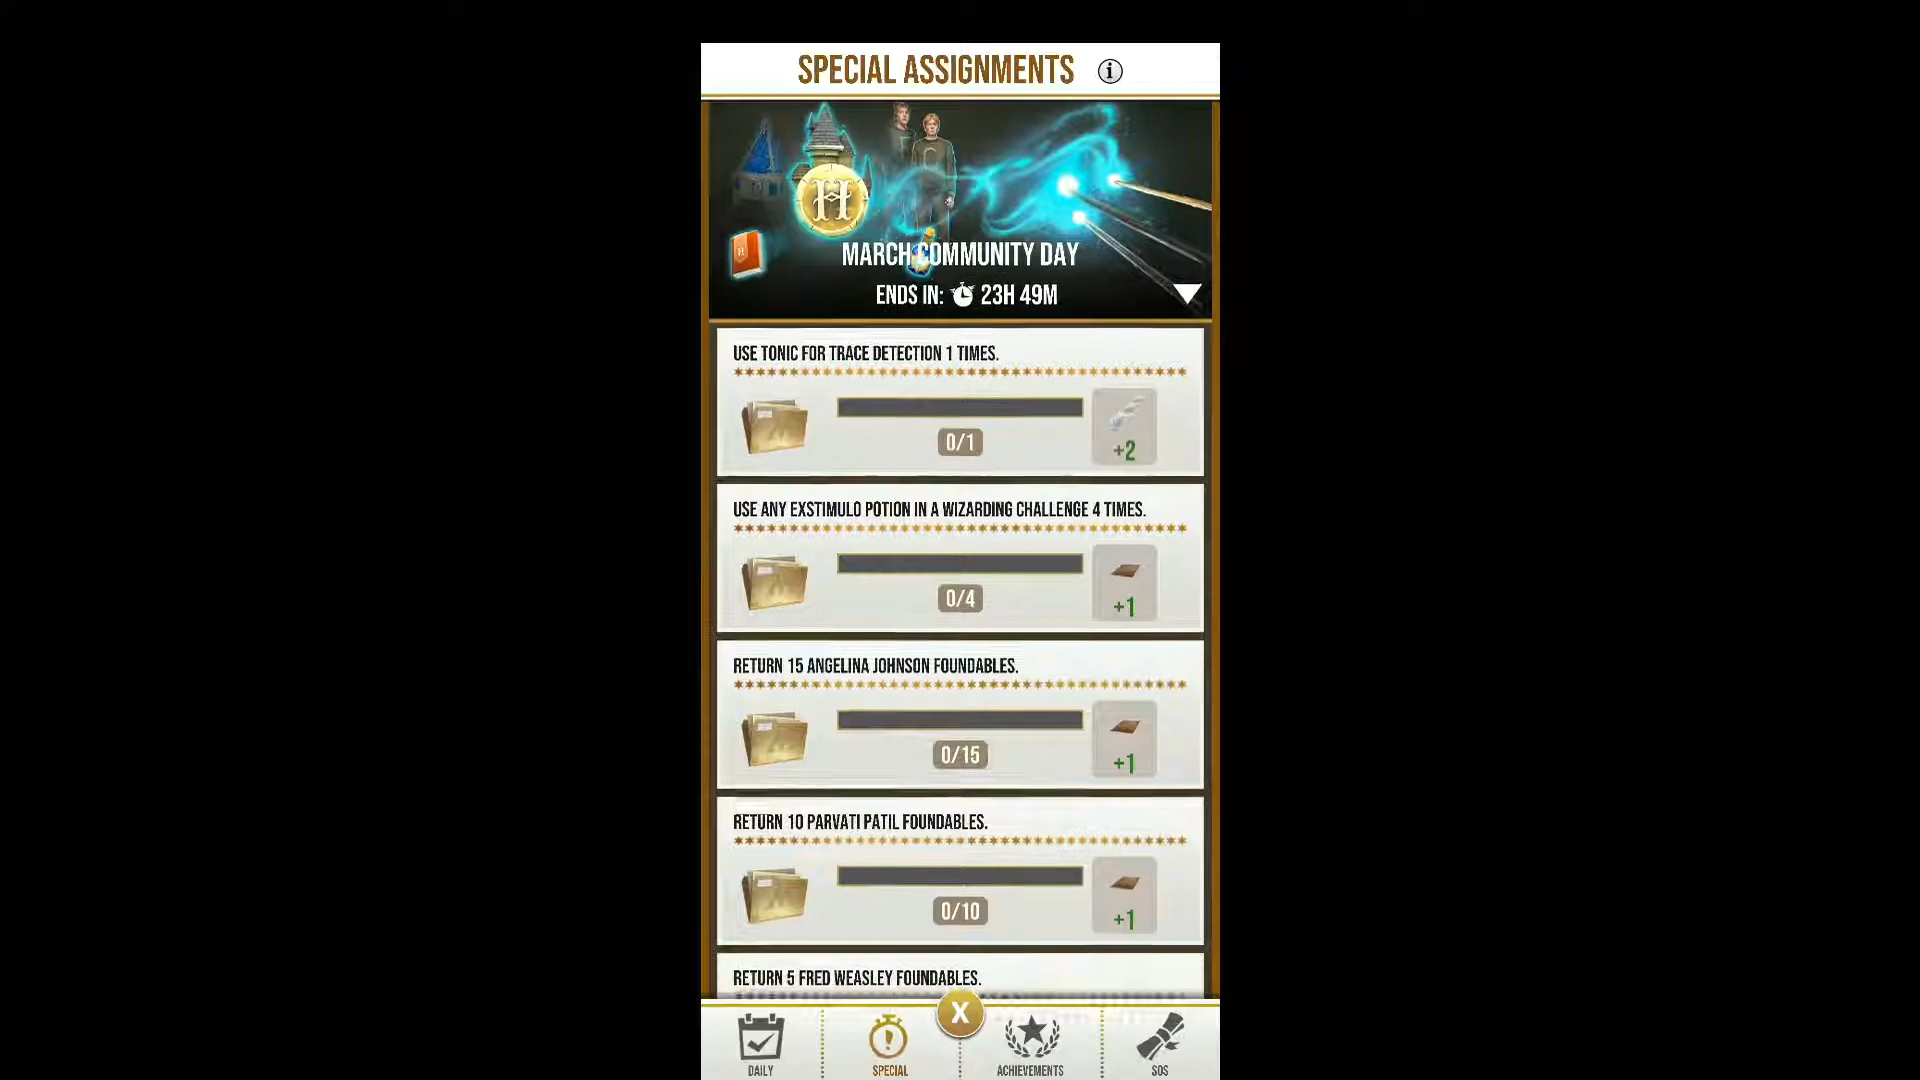 SPECIAL ASSIGNMENTS i
H
MARCH COMMUNITY DAY
ENDS IN: 23H 49M
USE TONIC FOR TRACE DETECTION 1 TIMES.
0/1
+2
USE ANY EXSTIMULO POTION IN A WIZARDING CHALLENGE 4 TIMES.
0/4
+1
RETURN 15 ANGELINA JOHNSON FOUNDABLES.
0/15
+1
RETURN 10 PARVATI PATIL FOUNDABLES.
0/10
+1
RETURN 5 FRED WEASLEY FOUNDABLES.
X
DAILY
SPECIAL
ACHIEVEMENTS
SOS